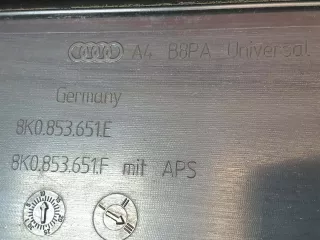 A4 B8PA Universal
Germany
8K0.853.651.E
8K0.853.651.F mit APS